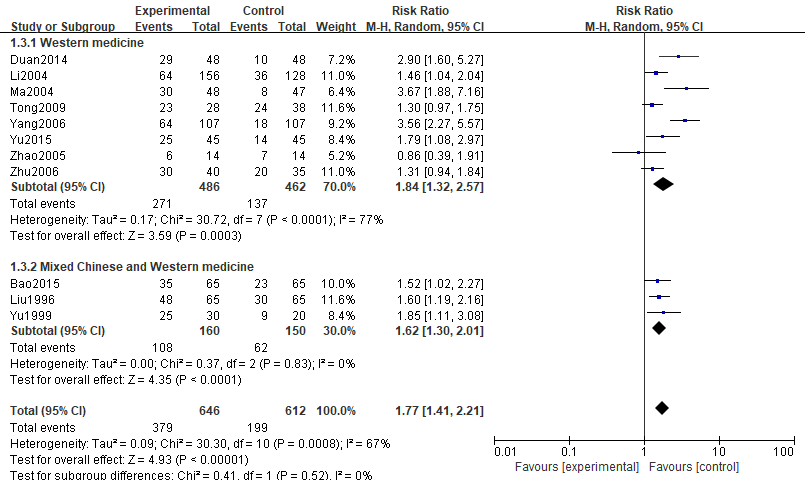 Experimental Control Risk Ratio Risk Ratio
Study or Subgroup Events Total Events Total Weight M-H, Random, 95% CI M-H, Random, 95% CI
1.3.1 Western medicine
Duan2014 29 48 10 48 7.2% 2.90 [1.60, 5.27]
Li2004 64 156 36 128 11.0% 1.46 [1.04, 2.04]
Ma2004 30 48 8 47 6.4% 3.67 [1.88, 7.16]
Tong2009 23 28 24 38 12.0% 1.30 [0.97, 1.75]
Yang2006 64 107 18 107 9.2% 3.56 [2.27, 5.57]
Yu2015 25 45 14 45 8.4% 1.79 [1.08, 2.97]
Zhao2005 6 14 7 14 5.2% 0.86 [0.39, 1.91]
Zhu2006 30 40 20 35 11.2% 1.31 [0.94, 1.84]
Subtotal (95% CI) 486 462 70.0% 1.84 [1.32, 2.57]
Total events 271 137
Heterogeneity: Tau² = 0.17; Chi² = 30.72, df = 7 (P < 0.0001); I² = 77%
Test for overall effect: Z = 3.59 (P = 0.0003)
1.3.2 Mixed Chinese and Western medicine
Bao2015 35 65 23 65 10.0% 1.52 [1.02, 2.27]
Liu1996 48 65 30 65 11.6% 1.60 [1.19, 2.16]
Yu1999 25 30 9 20 8.4% 1.85 [1.11, 3.08]
Subtotal (95% CI) 160 150 30.0% 1.62 [1.30, 2.01]
Total events 108 62
Heterogeneity: Tau² = 0.00; Chi² = 0.37, df = 2 (P = 0.83); I² = 0%
Test for overall effect: Z = 4.35 (P < 0.0001)
Total (95% CI) 646 612 100.0% 1.77 [1.41, 2.21]
Total events 379 199
Heterogeneity: Tau² = 0.09; Chi² = 30.30, df = 10 (P = 0.0008); I² = 67%
Test for overall effect: Z = 4.93 (P < 0.00001)
Test for subgroup differences: Chi² = 0.41, df = 1 (P = 0.52), I² = 0%
0.01 0.1 1 10 100
Favours [experimental] Favours [control]